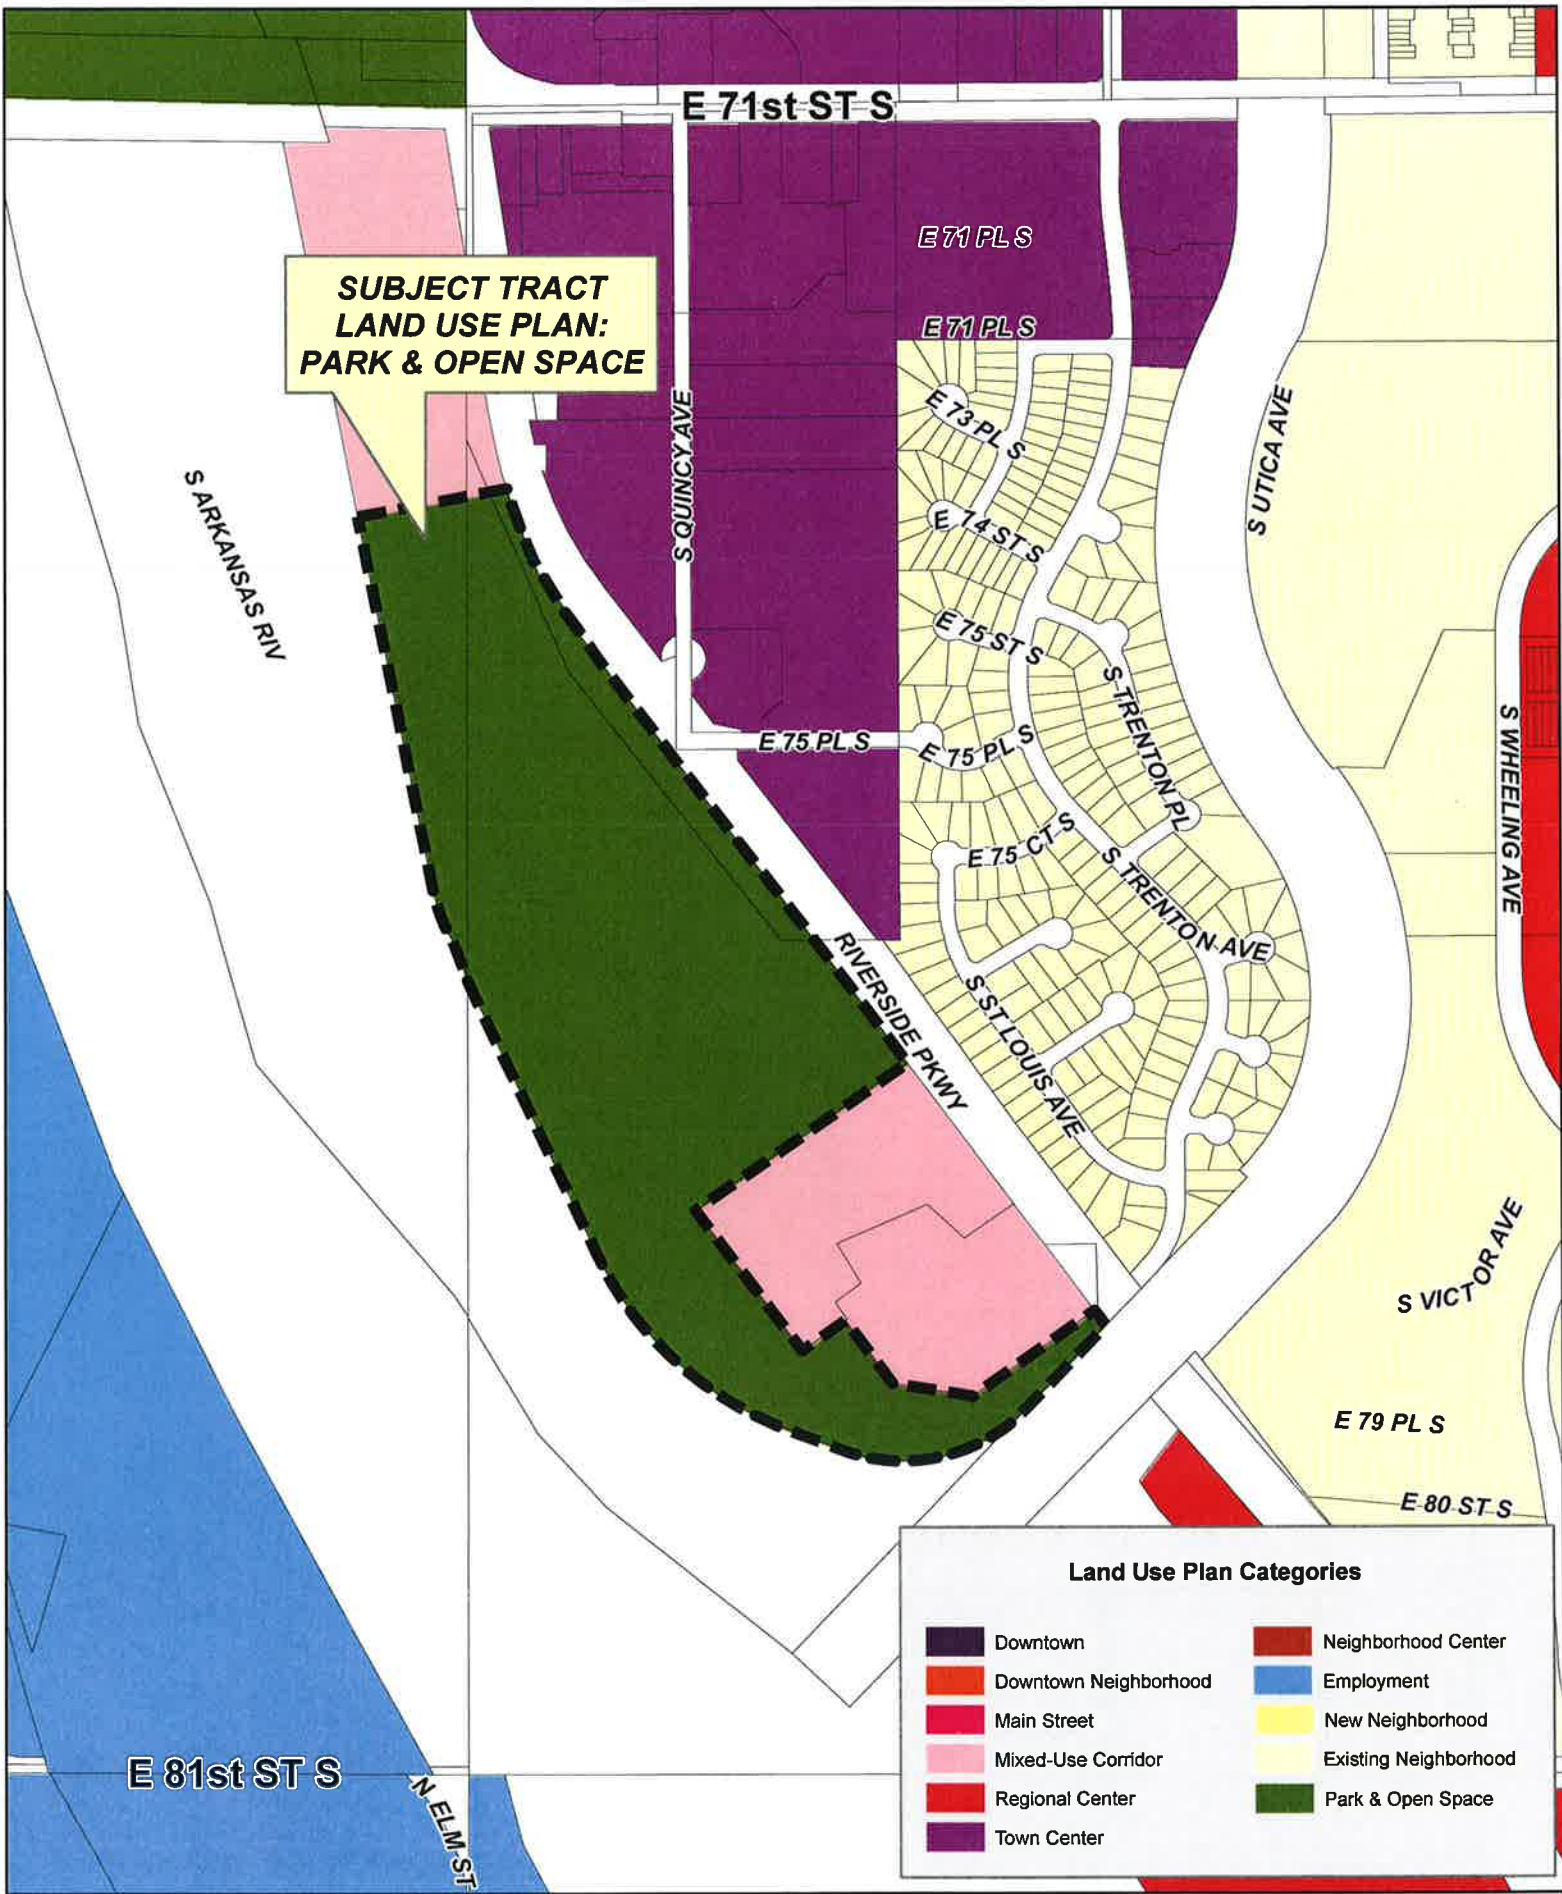 E 71st ST S
E 71 PL S
SUBJECT TRACT
LAND USE PLAN:
PARK & OPEN SPACE
E 71 PL S
S QUINCY AVE
E 73 PL S
S UTICA AVE
S ARKANSAS RIV
E 74 ST S
E 75 ST S
S TRENTON PL
E 75 PL S
E 75 PL S
S WHEELING AVE
E 75 CT S
S TRENTON AVE
RIVERSIDE PKWY
S ST LOUIS AVE
S VICTOR AVE
E 79 PL S
E 80 ST S
Land Use Plan Categories
Downtown
Downtown Neighborhood
Main Street
Mixed-Use Corridor
Regional Center
Town Center
Neighborhood Center
Employment
New Neighborhood
Existing Neighborhood
Park & Open Space
E 81st ST S
N ELM ST